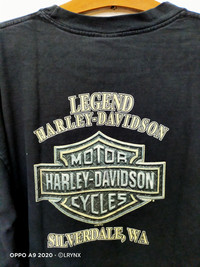 LEGEND
HARLEY-DAVIDSON
MOTOR
HARLEY-DAVIDSON
CYCLES
SILVERDALE, WA
OPPO A9 2020 · ©LRYNX